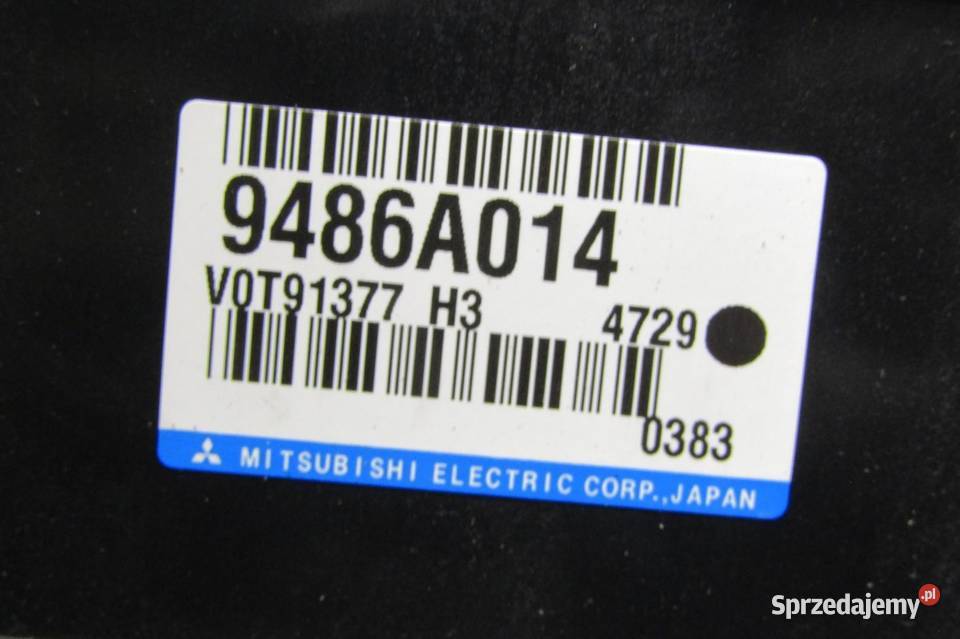 9486A014
V0T91377 H3 4729
0383
MITSUBISHI ELECTRIC CORP.,JAPAN
Sprzedajemy.pl